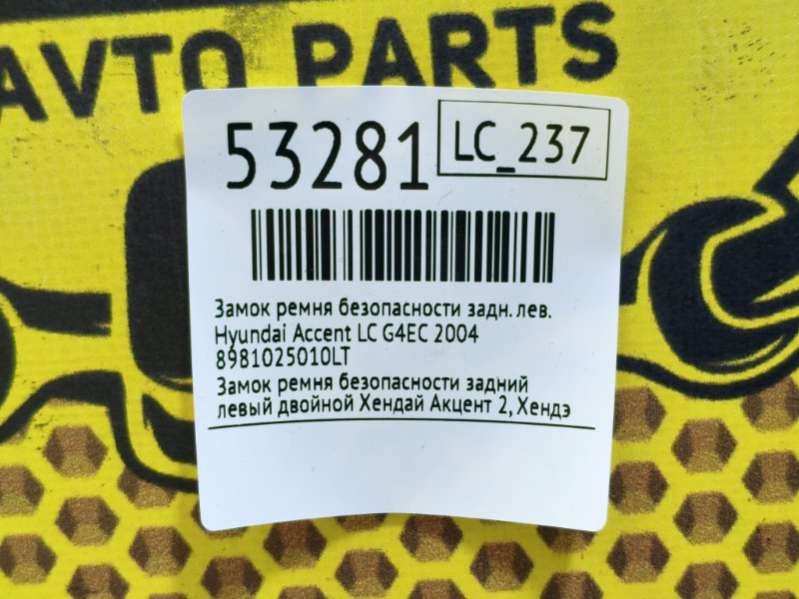 AVTO PARTS
53281
LC_237
Замок ремня безопасности задн. лев.
Hyundai Accent LC G4EC 2004
8981025010LT
Замок ремня безопасности задний
левый двойной Хендай Акцент 2, Хендэ